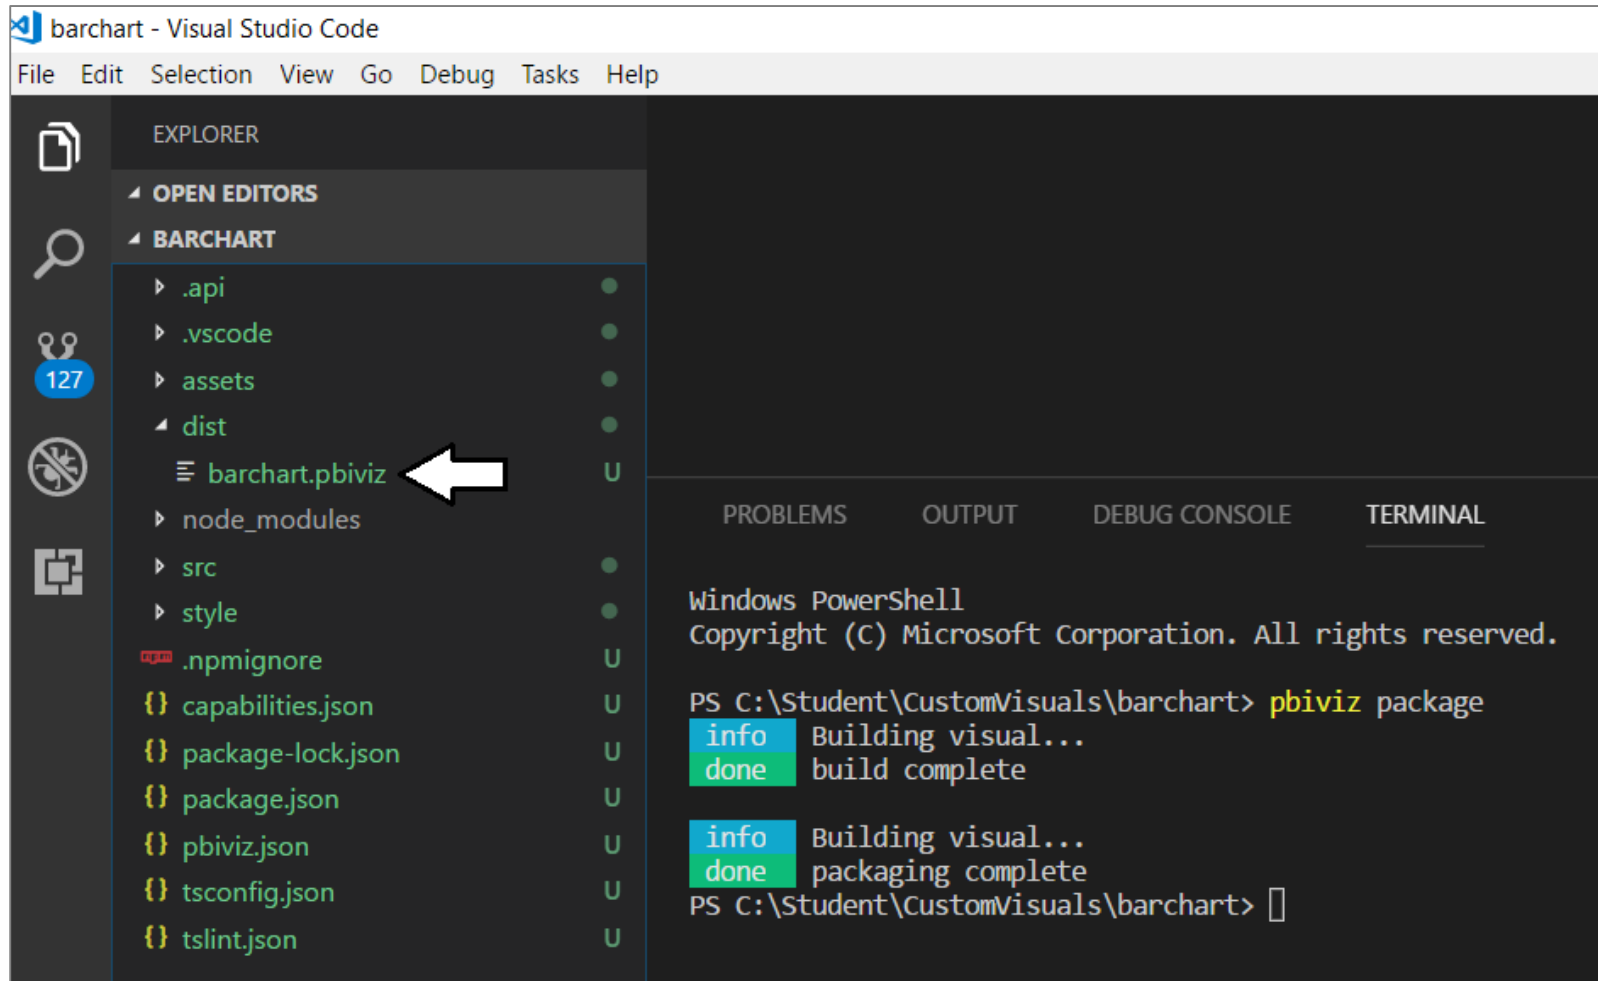 barchart - Visual Studio Code
File Edit Selection View Go Debug Tasks Help
EXPLORER
OPEN EDITORS
BARCHART
.api
.vscode
127
assets
dist
barchart.pbiviz U
node_modules
src
style
npm .npmignore U
{} capabilities.json U
{} package-lock.json U
{} package.json U
{} pbiviz.json U
{} tsconfig.json U
{} tslint.json U
PROBLEMS OUTPUT DEBUG CONSOLE TERMINAL
Windows PowerShell
Copyright (C) Microsoft Corporation. All rights reserved.
PS C:\Student\CustomVisuals\barchart> pbiviz package
info Building visual...
done build complete
info Building visual...
done packaging complete
PS C:\Student\CustomVisuals\barchart>